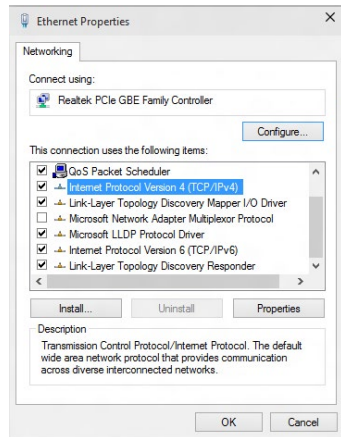 Ethernet Properties
Networking
Connect using:
Realtek PCIe GBE Family Controller
Configure...
This connection uses the following items:
QoS Packet Scheduler
Internet Protocol Version 4 (TCP/IPv4)
Link-Layer Topology Discovery Mapper I/O Driver
Microsoft Network Adapter Multiplexor Protocol
Microsoft LLDP Protocol Driver
Internet Protocol Version 6 (TCP/IPv6)
Link-Layer Topology Discovery Responder
Install... Uninstall Properties
Description
Transmission Control Protocol/Internet Protocol. The default
wide area network protocol that provides communication
across diverse interconnected networks.
OK Cancel